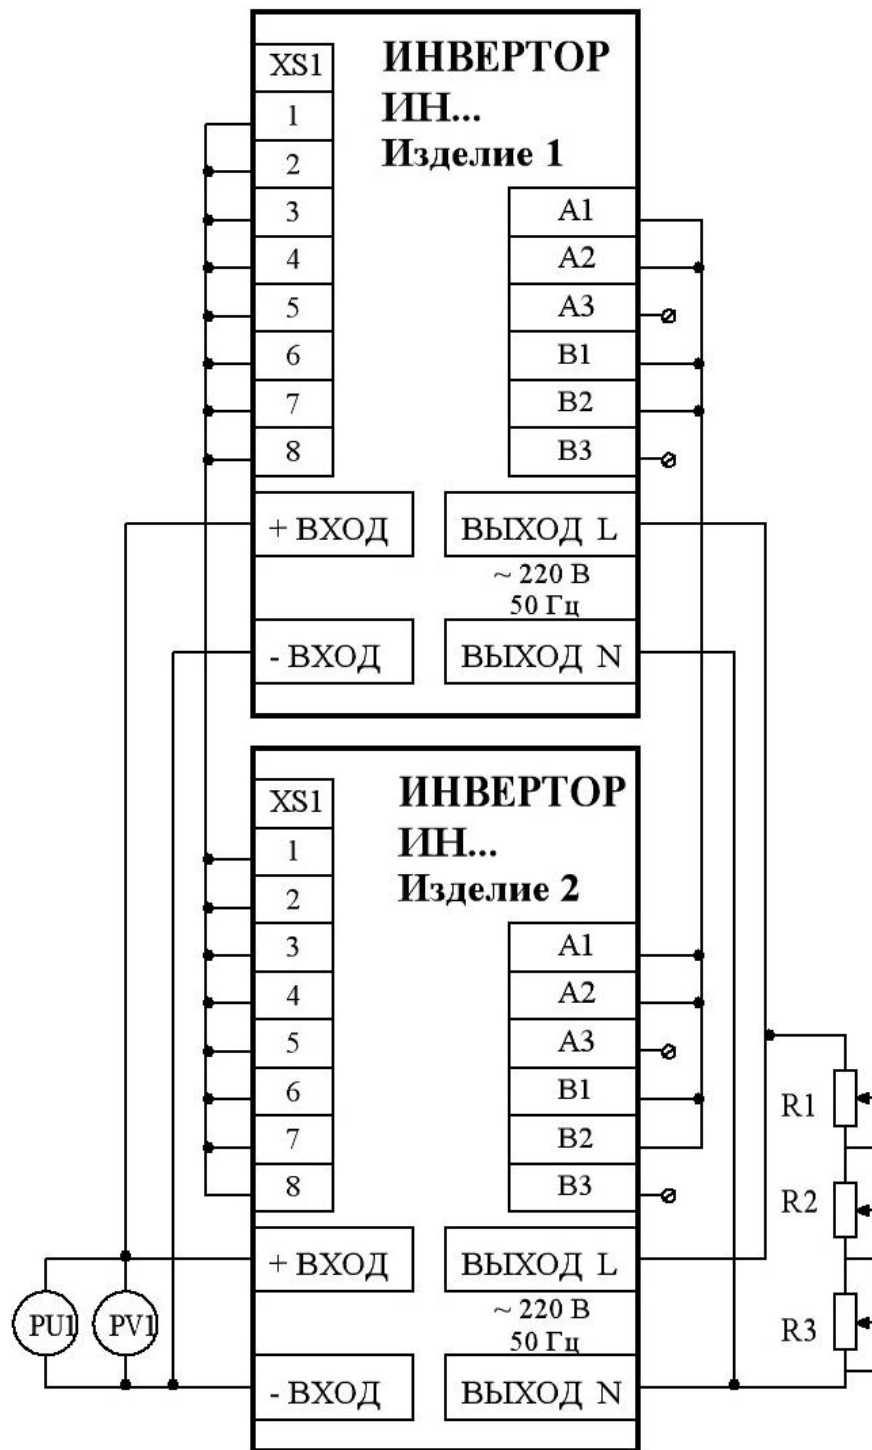 XS1
ИНВЕРТОР
ИН...
Изделие 1
1
2
3
4
5
6
7
8
A1
A2
A3
B1
B2
B3
+ ВХОД
ВЫХОД L
~ 220 В
50 Гц
- ВХОД
ВЫХОД N
XS1
ИНВЕРТОР
ИН...
Изделие 2
1
2
3
4
5
6
7
8
A1
A2
A3
B1
B2
B3
R1
R2
R3
+ ВХОД
ВЫХОД L
~ 220 В
50 Гц
- ВХОД
ВЫХОД N
PU1
PV1